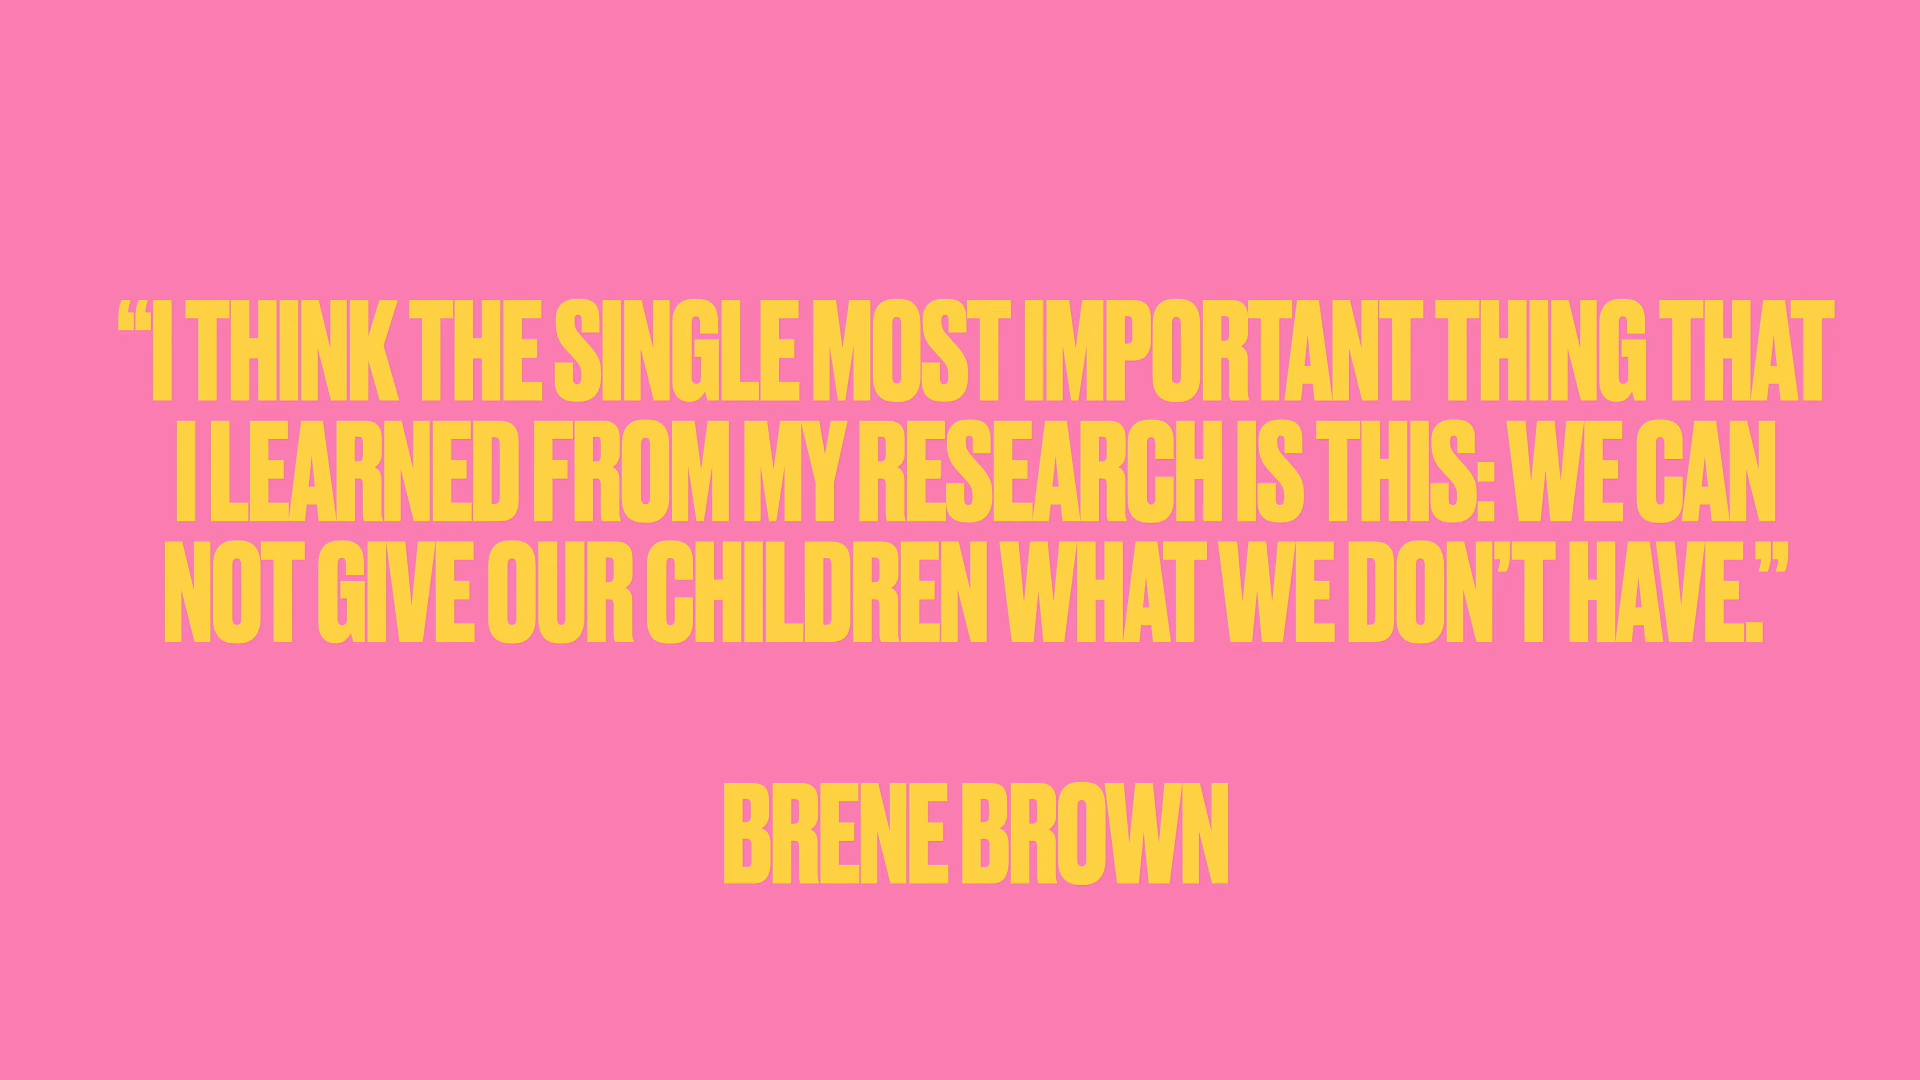 “I THINK THE SINGLE MOST IMPORTANT THING THAT
I LEARNED FROM MY RESEARCH IS THIS: WE CAN
NOT GIVE OUR CHILDREN WHAT WE DON’T HAVE.”
BRENE BROWN